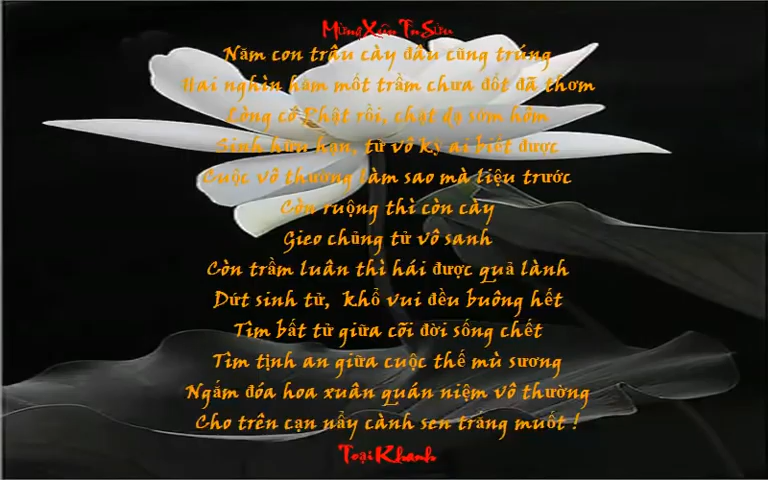 Mừng Xuân Tân Sửu
Năm con trâu cày đâu cũng trúng
Hai nghìn hăm mốt trầm chưa đốt đã thơm
Lòng có Phật rồi, chạt dạ sớm hôm
Sinh hữu hạn, tử vô kỳ ai biết được
Cuộc vô thường làm sao mà liệu trước
Còn ruộng thì còn cày
Gieo chủng tử vô sanh
Còn trầm luân thì hái được quả lành
Dứt sinh tử, khổ vui đều buông hết
Tìm bất tử giữa cõi đời sống chết
Tìm tịnh an giữa cuộc thế mù sương
Ngắm đóa hoa xuân quán niệm vô thường
Cho trên cạn nẩy cành sen trắng muốt !
Toại Khanh